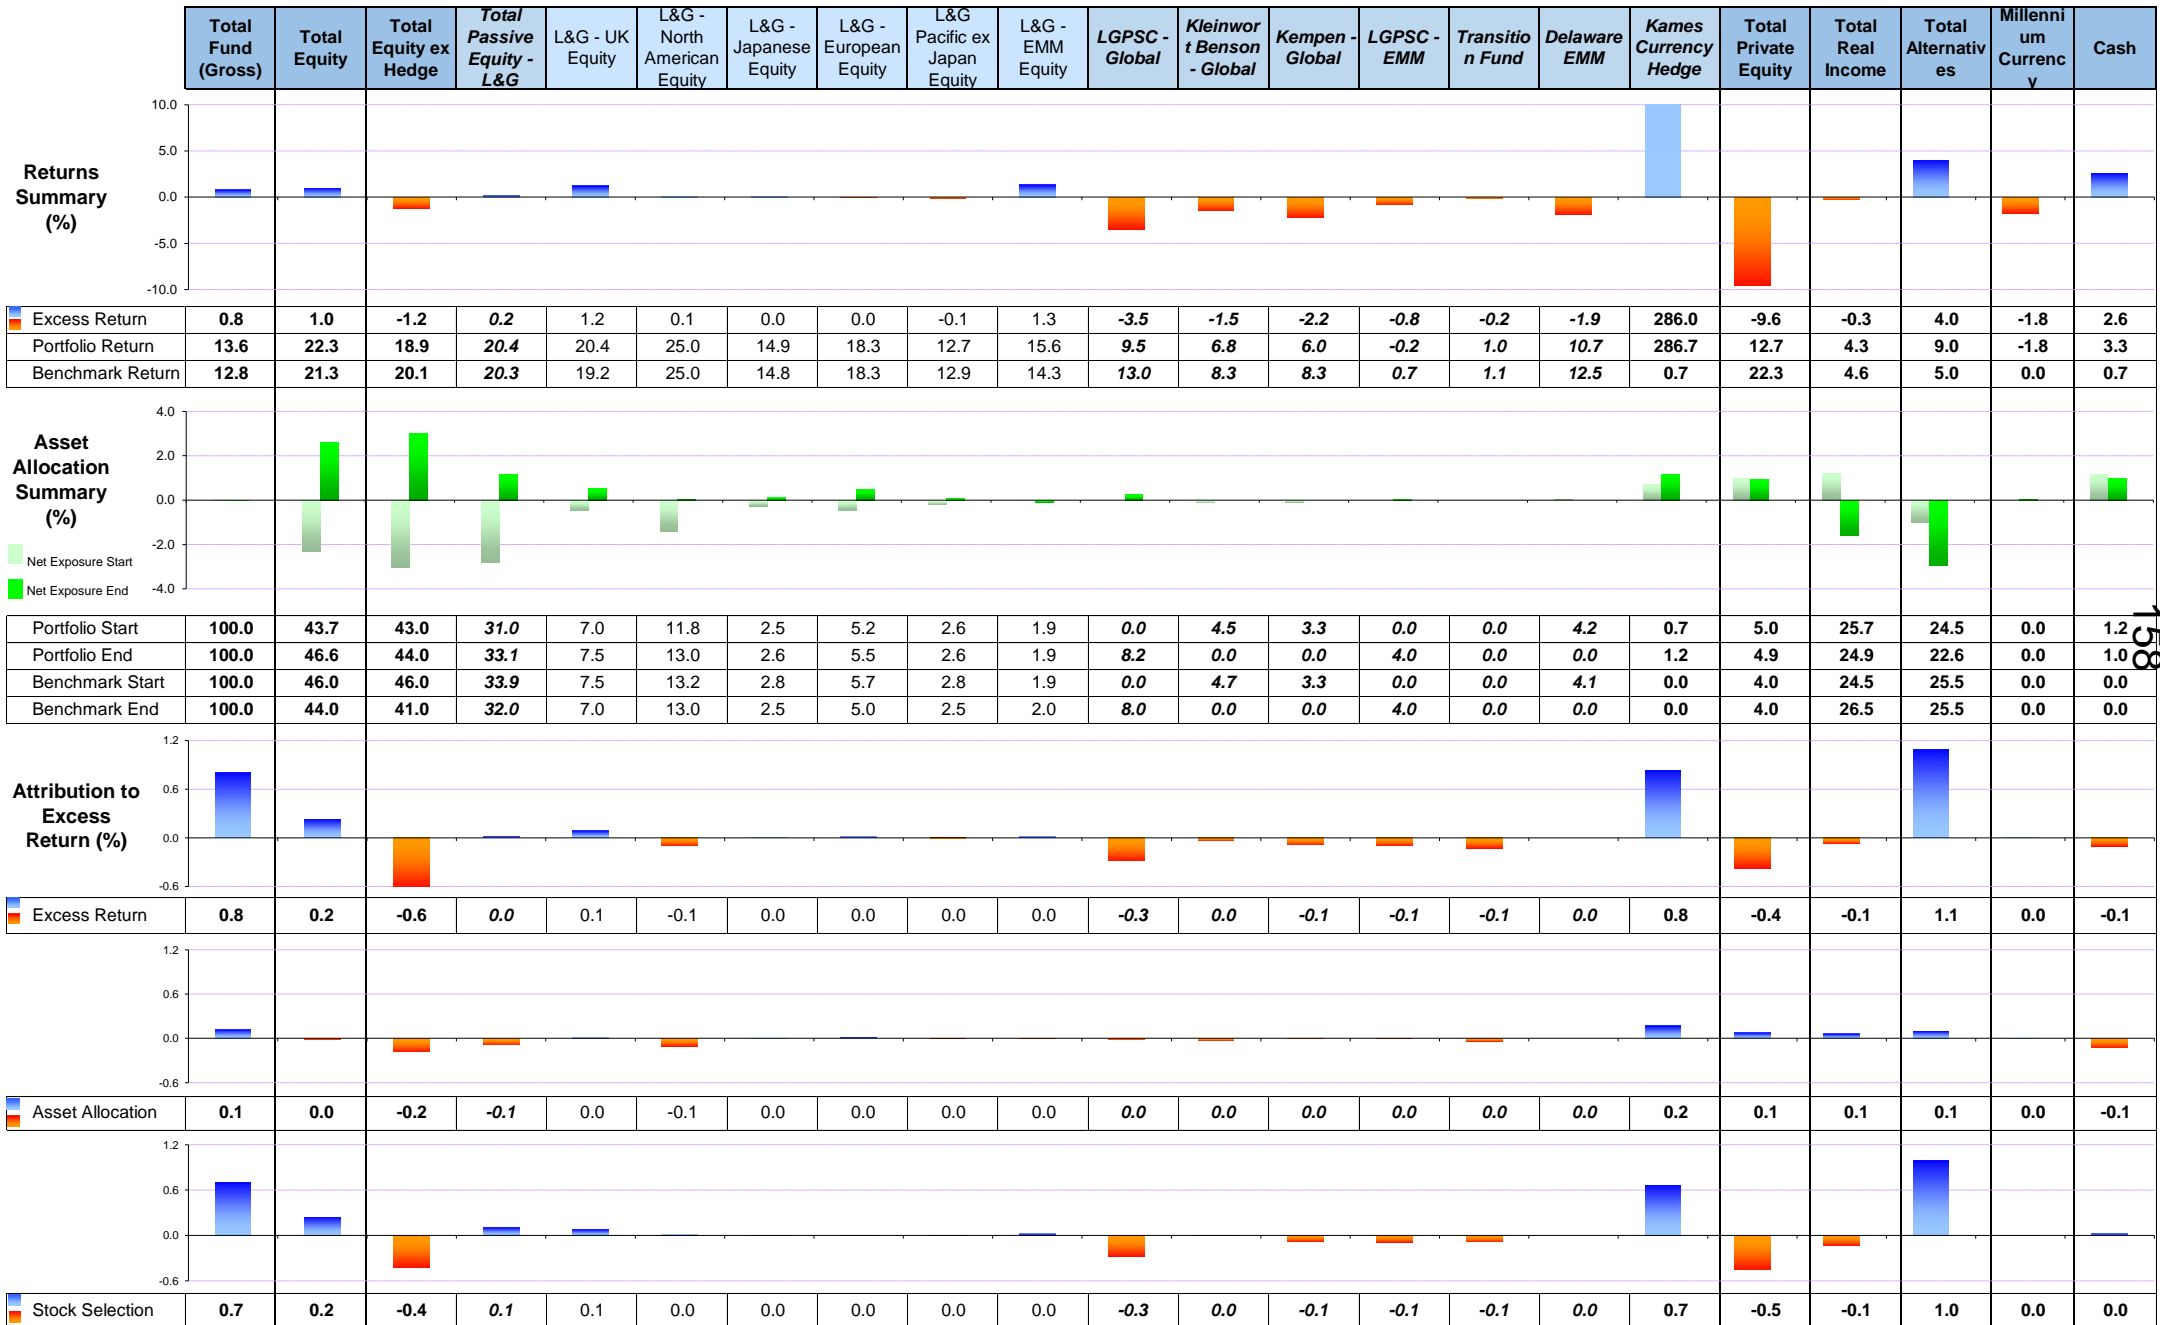 Total Fund (Gross) | Total Equity | Total Equity ex Hedge | Total Passive Equity - L&G | L&G - UK Equity | L&G - North American Equity | L&G - Japanese Equity | L&G - European Equity | L&G Pacific ex Japan Equity | L&G - EMM Equity | LGPSC - Global | Kleinwor t Benson - Global | Kempen - Global | LGPSC - EMM | Transitio n Fund | Delaware EMM | Kames Currency Hedge | Total Private Equity | Total Real Income | Total Alternativ es | Millenni um Currenc y | Cash
Returns Summary (%)
10.0
5.0
0.0
-5.0
-10.0
Excess Return | 0.8 | 1.0 | -1.2 | 0.2 | 1.2 | 0.1 | 0.0 | 0.0 | -0.1 | 1.3 | -3.5 | -1.5 | -2.2 | -0.8 | -0.2 | -1.9 | 286.0 | -9.6 | -0.3 | 4.0 | -1.8 | 2.6
Portfolio Return | 13.6 | 22.3 | 18.9 | 20.4 | 20.4 | 25.0 | 14.9 | 18.3 | 12.7 | 15.6 | 9.5 | 6.8 | 6.0 | -0.2 | 1.0 | 10.7 | 286.7 | 12.7 | 4.3 | 9.0 | -1.8 | 3.3
Benchmark Return | 12.8 | 21.3 | 20.1 | 20.3 | 19.2 | 25.0 | 14.8 | 18.3 | 12.9 | 14.3 | 13.0 | 8.3 | 8.3 | 0.7 | 1.1 | 12.5 | 0.7 | 22.3 | 4.6 | 5.0 | 0.0 | 0.7
Asset Allocation Summary (%)
4.0
2.0
0.0
-2.0
-4.0
Net Exposure Start
Net Exposure End
Portfolio Start | 100.0 | 43.7 | 43.0 | 31.0 | 7.0 | 11.8 | 2.5 | 5.2 | 2.6 | 1.9 | 0.0 | 4.5 | 3.3 | 0.0 | 0.0 | 4.2 | 0.7 | 5.0 | 25.7 | 24.5 | 0.0 | 1.2
Portfolio End | 100.0 | 46.6 | 44.0 | 33.1 | 7.5 | 13.0 | 2.6 | 5.5 | 2.6 | 1.9 | 8.2 | 0.0 | 0.0 | 4.0 | 0.0 | 0.0 | 1.2 | 4.9 | 24.9 | 22.6 | 0.0 | 1.0
Benchmark Start | 100.0 | 46.0 | 46.0 | 33.9 | 7.5 | 13.2 | 2.8 | 5.7 | 2.8 | 1.9 | 0.0 | 4.7 | 3.3 | 0.0 | 0.0 | 4.1 | 0.0 | 4.0 | 24.5 | 25.5 | 0.0 | 0.0
Benchmark End | 100.0 | 44.0 | 41.0 | 32.0 | 7.0 | 13.0 | 2.5 | 5.0 | 2.5 | 2.0 | 8.0 | 0.0 | 0.0 | 4.0 | 0.0 | 0.0 | 0.0 | 4.0 | 26.5 | 25.5 | 0.0 | 0.0
158
Attribution to Excess Return (%)
1.2
0.6
0.0
-0.6
Excess Return | 0.8 | 0.2 | -0.6 | 0.0 | 0.1 | -0.1 | 0.0 | 0.0 | 0.0 | 0.0 | -0.3 | 0.0 | -0.1 | -0.1 | -0.1 | 0.0 | 0.8 | -0.4 | -0.1 | 1.1 | 0.0 | -0.1
1.2
0.6
0.0
-0.6
Asset Allocation | 0.1 | 0.0 | -0.2 | -0.1 | 0.0 | -0.1 | 0.0 | 0.0 | 0.0 | 0.0 | 0.0 | 0.0 | 0.0 | 0.0 | 0.0 | 0.0 | 0.2 | 0.1 | 0.1 | 0.1 | 0.0 | -0.1
1.2
0.6
0.0
-0.6
Stock Selection | 0.7 | 0.2 | -0.4 | 0.1 | 0.1 | 0.0 | 0.0 | 0.0 | 0.0 | 0.0 | -0.3 | 0.0 | -0.1 | -0.1 | -0.1 | 0.0 | 0.7 | -0.5 | -0.1 | 1.0 | 0.0 | 0.0